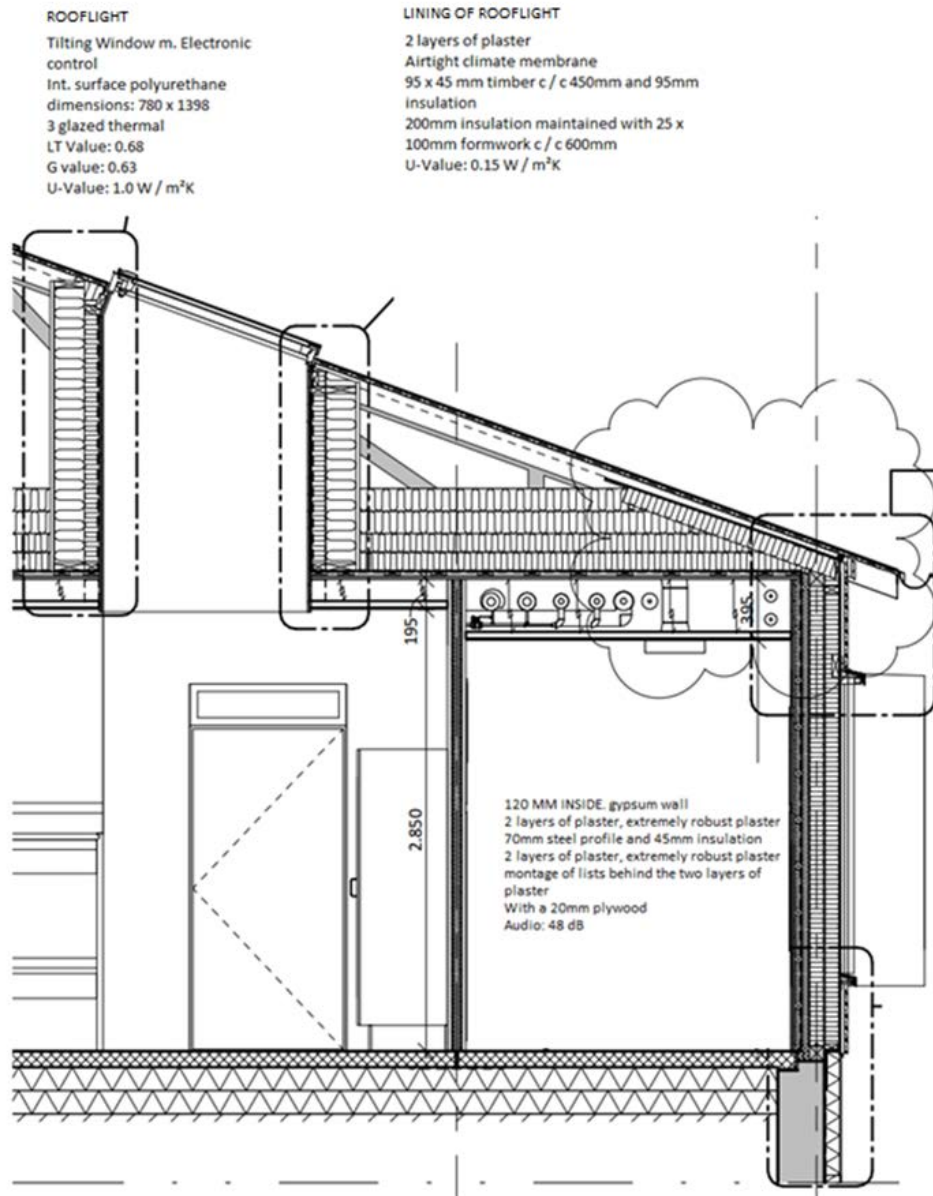 ROOFLIGHT
Tilting Window m. Electronic
control
Int. surface polyurethane
dimensions: 780 x 1398
3 glazed thermal
LT Value: 0.68
G value: 0.63
U-Value: 1.0 W / m²K
LINING OF ROOFLIGHT
2 layers of plaster
Airtight climate membrane
95 x 45 mm timber c / c 450mm and 95mm
insulation
200mm insulation maintained with 25 x
100mm formwork c / c 600mm
U-Value: 0.15 W / m²K
195
395
2.850
120 MM INSIDE. gypsum wall
2 layers of plaster, extremely robust plaster
70mm steel profile and 45mm insulation
2 layers of plaster, extremely robust plaster
montage of lists behind the two layers of
plaster
With a 20mm plywood
Audio: 48 dB